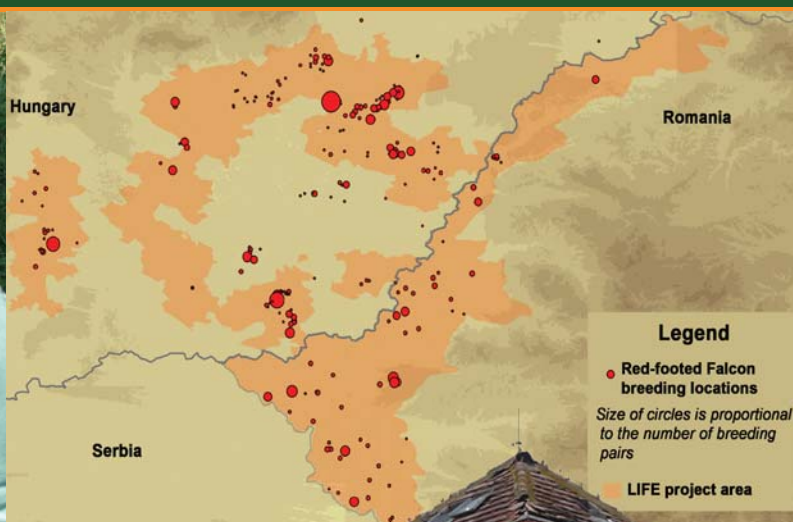 Hungary
Romania
Serbia
Legend
Red-footed Falcon
breeding locations
Size of circles is proportional
to the number of breeding
pairs
LIFE project area